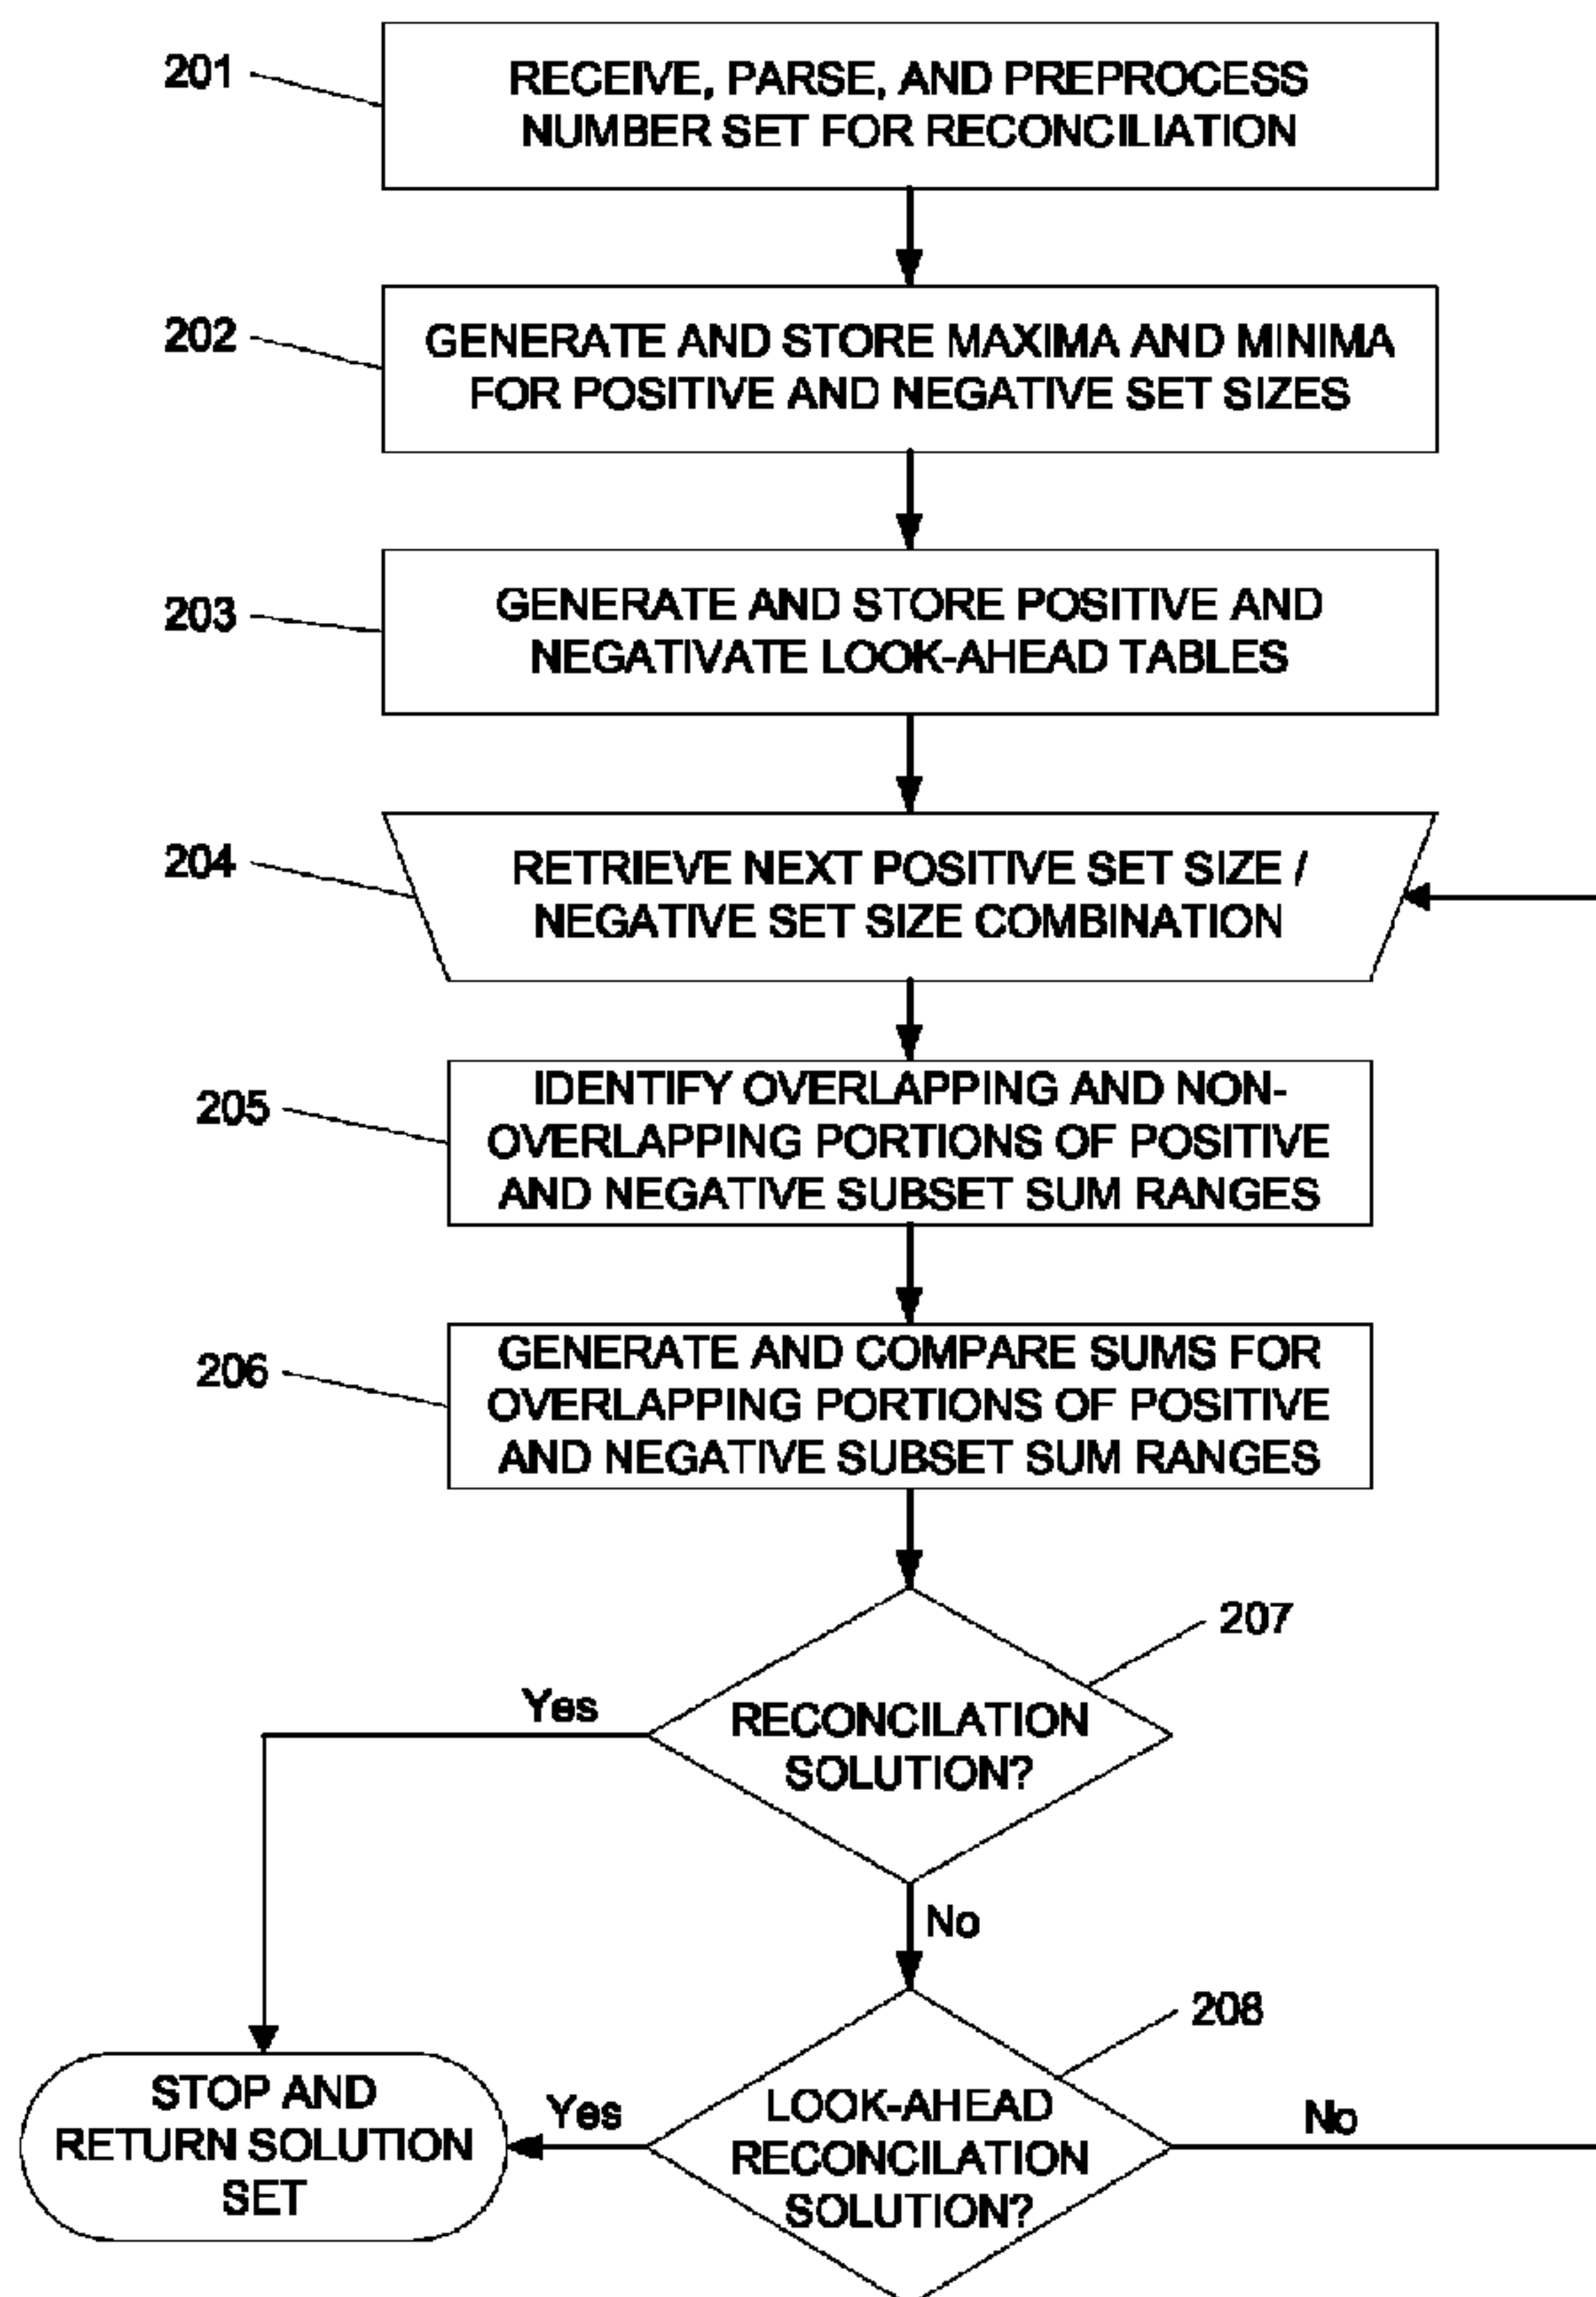 201
RECEIVE, PARSE, AND PREPROCESS
NUMBER SET FOR RECONCILIATION
202
GENERATE AND STORE MAXIMA AND MINIMA
FOR POSITIVE AND NEGATIVE SET SIZES
203
GENERATE AND STORE POSITIVE AND
NEGATIVATE LOOK-AHEAD TABLES
204
RETRIEVE NEXT POSITIVE SET SIZE /
NEGATIVE SET SIZE COMBINATION
205
IDENTIFY OVERLAPPING AND NON-
OVERLAPPING PORTIONS OF POSITIVE
AND NEGATIVE SUBSET SUM RANGES
206
GENERATE AND COMPARE SUMS FOR
OVERLAPPING PORTIONS OF POSITIVE
AND NEGATIVE SUBSET SUM RANGES
207
Yes
RECONCILATION
SOLUTION?
No
208
STOP AND
RETURN SOLUTION
SET
Yes
LOOK-AHEAD
RECONCILATION
SOLUTION?
No